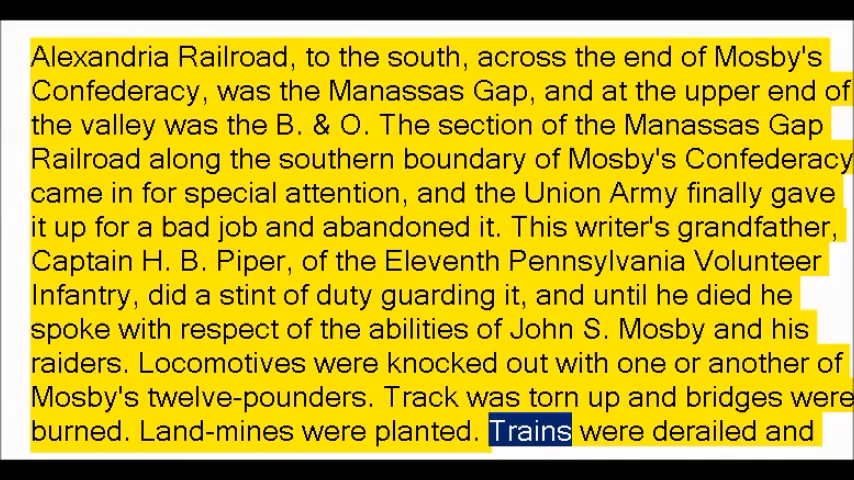 Alexandria Railroad, to the south, across the end of Mosby's
Confederacy, was the Manassas Gap, and at the upper end of
the valley was the B. & O. The section of the Manassas Gap
Railroad along the southern boundary of Mosby's Confederacy
came in for special attention, and the Union Army finally gave
it up for a bad job and abandoned it. This writer's grandfather,
Captain H. B. Piper, of the Eleventh Pennsylvania Volunteer
Infantry, did a stint of duty guarding it, and until he died he
spoke with respect of the abilities of John S. Mosby and his
raiders. Locomotives were knocked out with one or another of
Mosby's twelve-pounders. Track was torn up and bridges were
burned. Land-mines were planted. Trains were derailed and